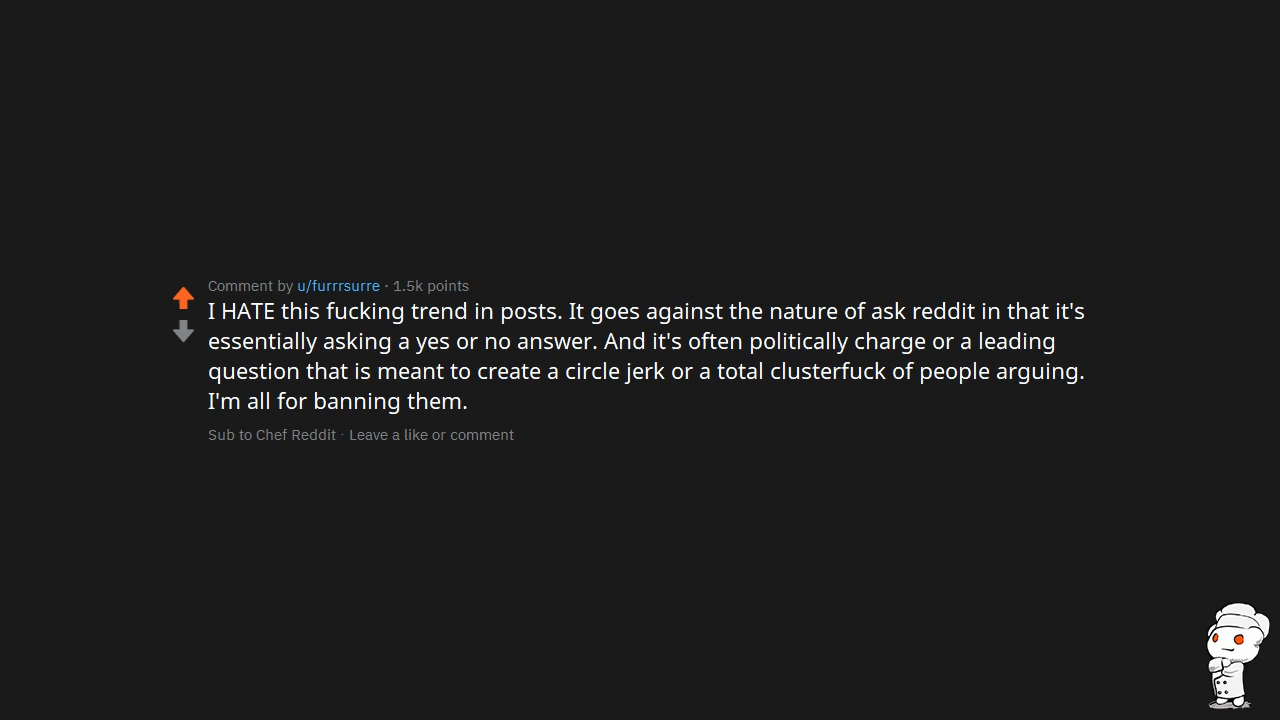 Comment by u/furrrsurre · 1.5k points
I HATE this fucking trend in posts. It goes against the nature of ask reddit in that it's
essentially asking a yes or no answer. And it's often politically charge or a leading
question that is meant to create a circle jerk or a total clusterfuck of people arguing.
I'm all for banning them.
Sub to Chef Reddit · Leave a like or comment